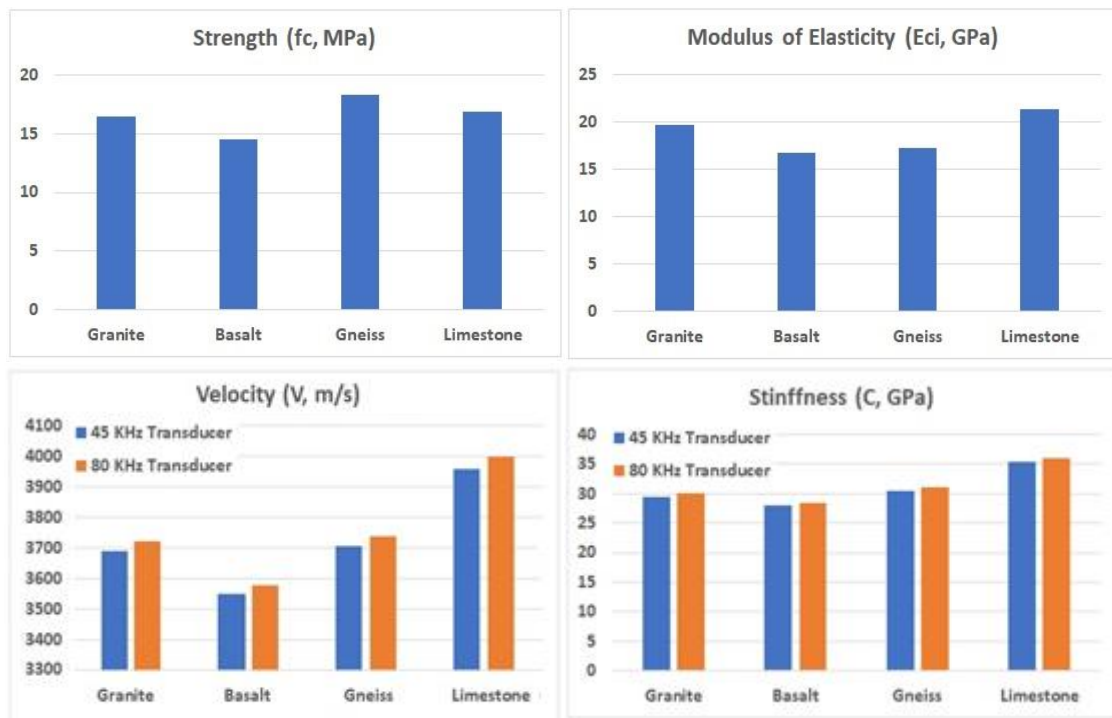 Strength (fc, MPa)
20
15
10
5
0
Granite Basalt Gneiss Limestone
Modulus of Elasticity (Eci, GPa)
25
20
15
10
5
0
Granite Basalt Gneiss Limestone
Velocity (V, m/s)
4100
4000
3900
3800
3700
3600
3500
3400
3300
45 KHz Transducer
80 KHz Transducer
Granite Basalt Gneiss Limestone
Stinffness (C, GPa)
40
35
30
25
20
15
10
5
0
45 KHz Transducer
80 KHz Transducer
Granite Basalt Gneiss Limestone